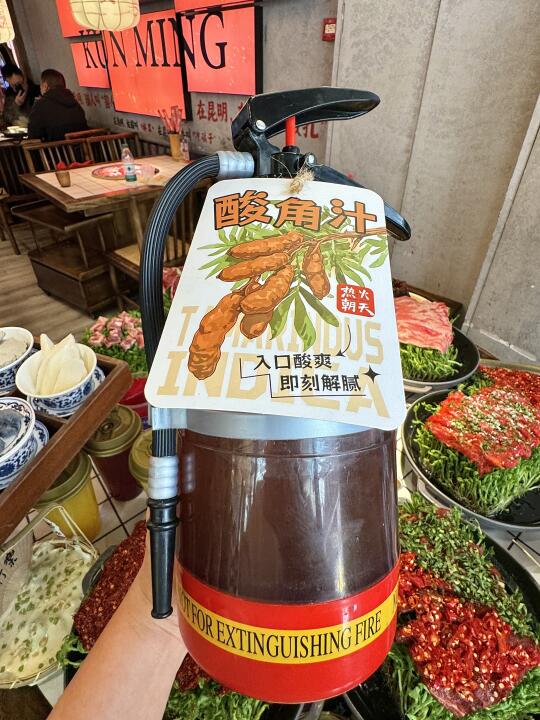 KUN MING
在昆明
酸角汁
热火
朝天
TAMARINDUS
INDICA
入口酸爽
即刻解腻
NOT FOR EXTINGUISHING FIRE